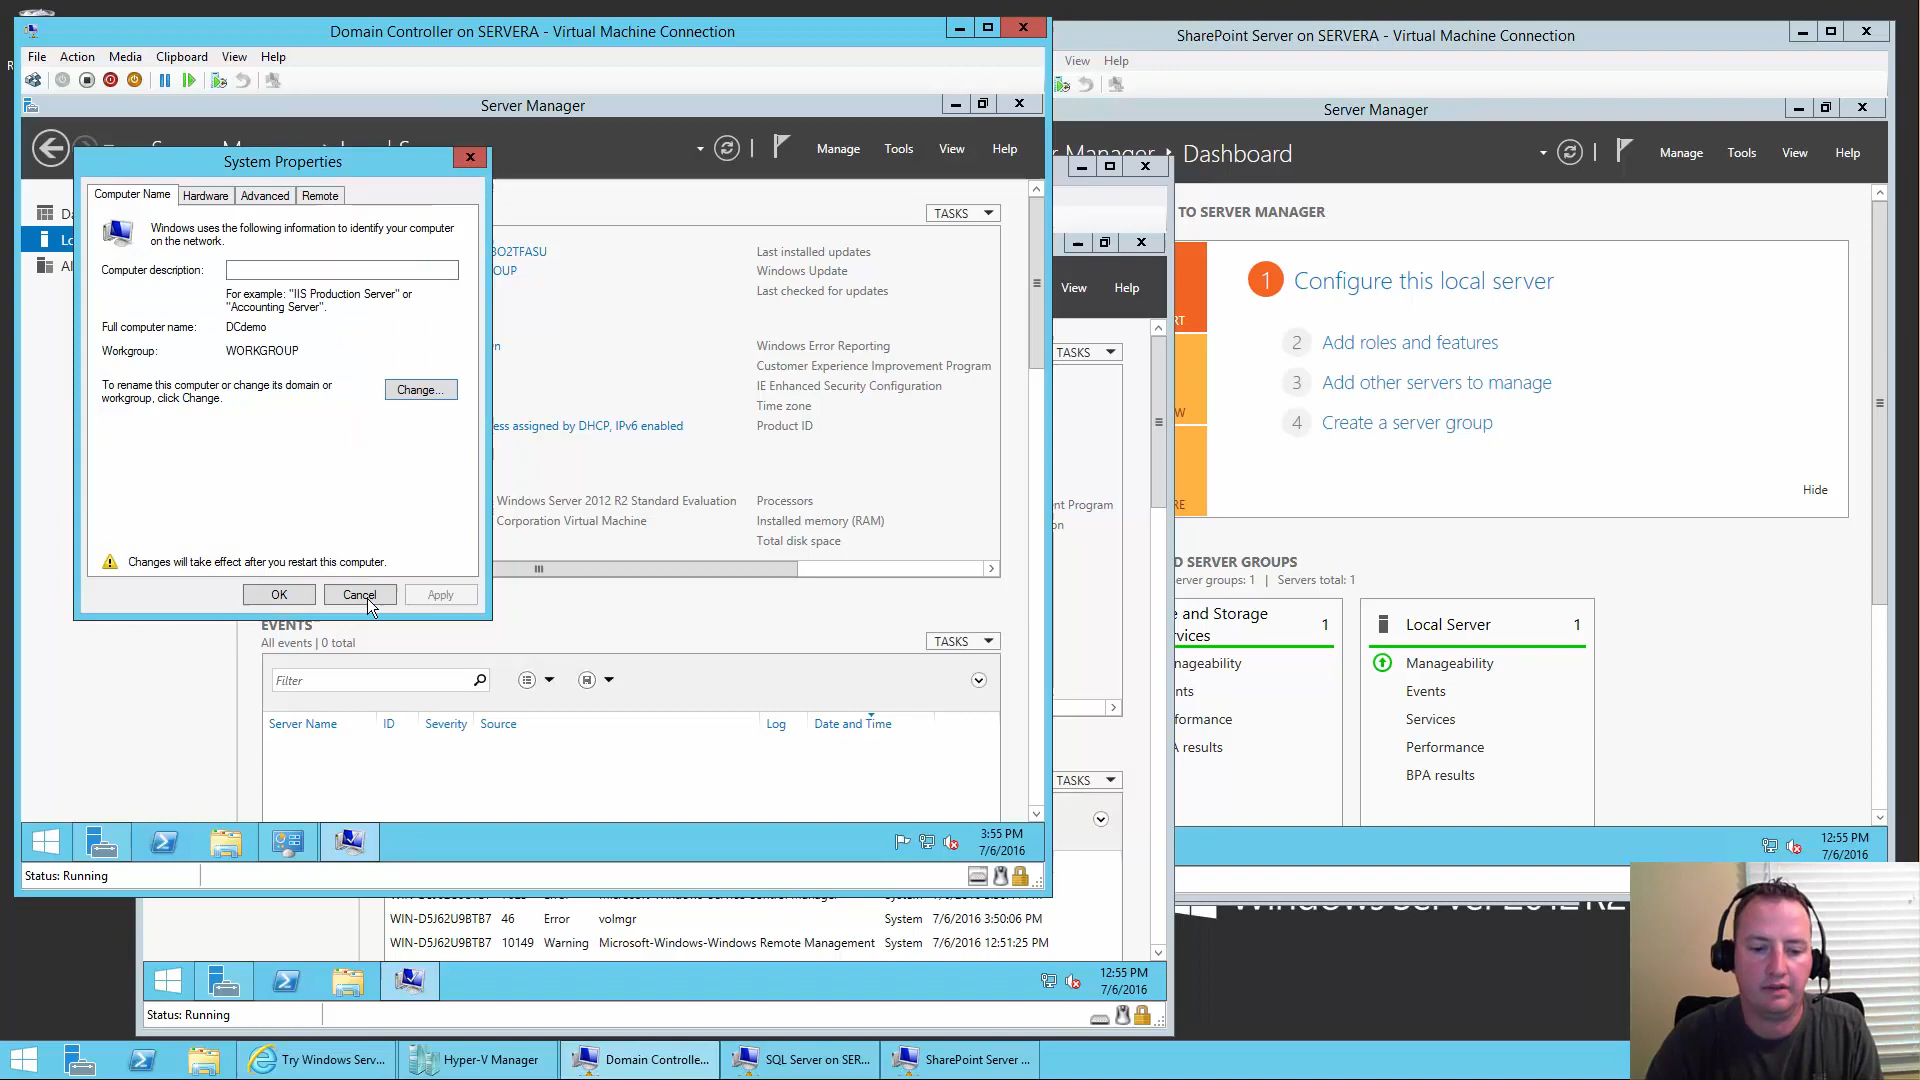 Domain Controller on SERVERA - Virtual Machine Connection
File Action Media Clipboard View Help
Server Manager
Manage Tools View Help
System Properties
Computer Name Hardware Advanced Remote
Windows uses the following information to identify your computer
on the network.
Computer description:
For example: "IIS Production Server" or
"Accounting Server".
Full computer name: DCdemo
Workgroup: WORKGROUP
To rename this computer or change its domain or
workgroup, click Change.
Change...
Changes will take effect after you restart this computer.
OK Cancel Apply
TASKS
BO2TFASU Last installed updates
OUP Windows Update
Last checked for updates
Windows Error Reporting
Customer Experience Improvement Program
IE Enhanced Security Configuration
Time zone
ess assigned by DHCP, IPv6 enabled Product ID
Windows Server 2012 R2 Standard Evaluation Processors
Corporation Virtual Machine Installed memory (RAM)
Total disk space
EVENTS
All events | 0 total
TASKS
Filter
Server Name ID Severity Source Log Date and Time
3:55 PM
7/6/2016
Status: Running
View Help
TASKS
nt Program
on
TASKS
WIN-D5J62U9BTB7 46 Error volmgr System 7/6/2016 3:50:06 PM
WIN-D5J62U9BTB7 10149 Warning Microsoft-Windows-Windows Remote Management System 7/6/2016 12:51:25 PM
12:55 PM
7/6/2016
Status: Running
SharePoint Server on SERVERA - Virtual Machine Connection
View Help
Server Manager
r Manager Dashboard
Manage Tools View Help
TO SERVER MANAGER
1 Configure this local server
2 Add roles and features
3 Add other servers to manage
4 Create a server group
Hide
D SERVER GROUPS
erver groups: 1 | Servers total: 1
e and Storage
rvices 1
nageability
nts
formance
A results
Local Server 1
Manageability
Events
Services
Performance
BPA results
12:55 PM
7/6/2016
Try Windows Serv... Hyper-V Manager Domain Controlle... SQL Server on SER... SharePoint Server ...